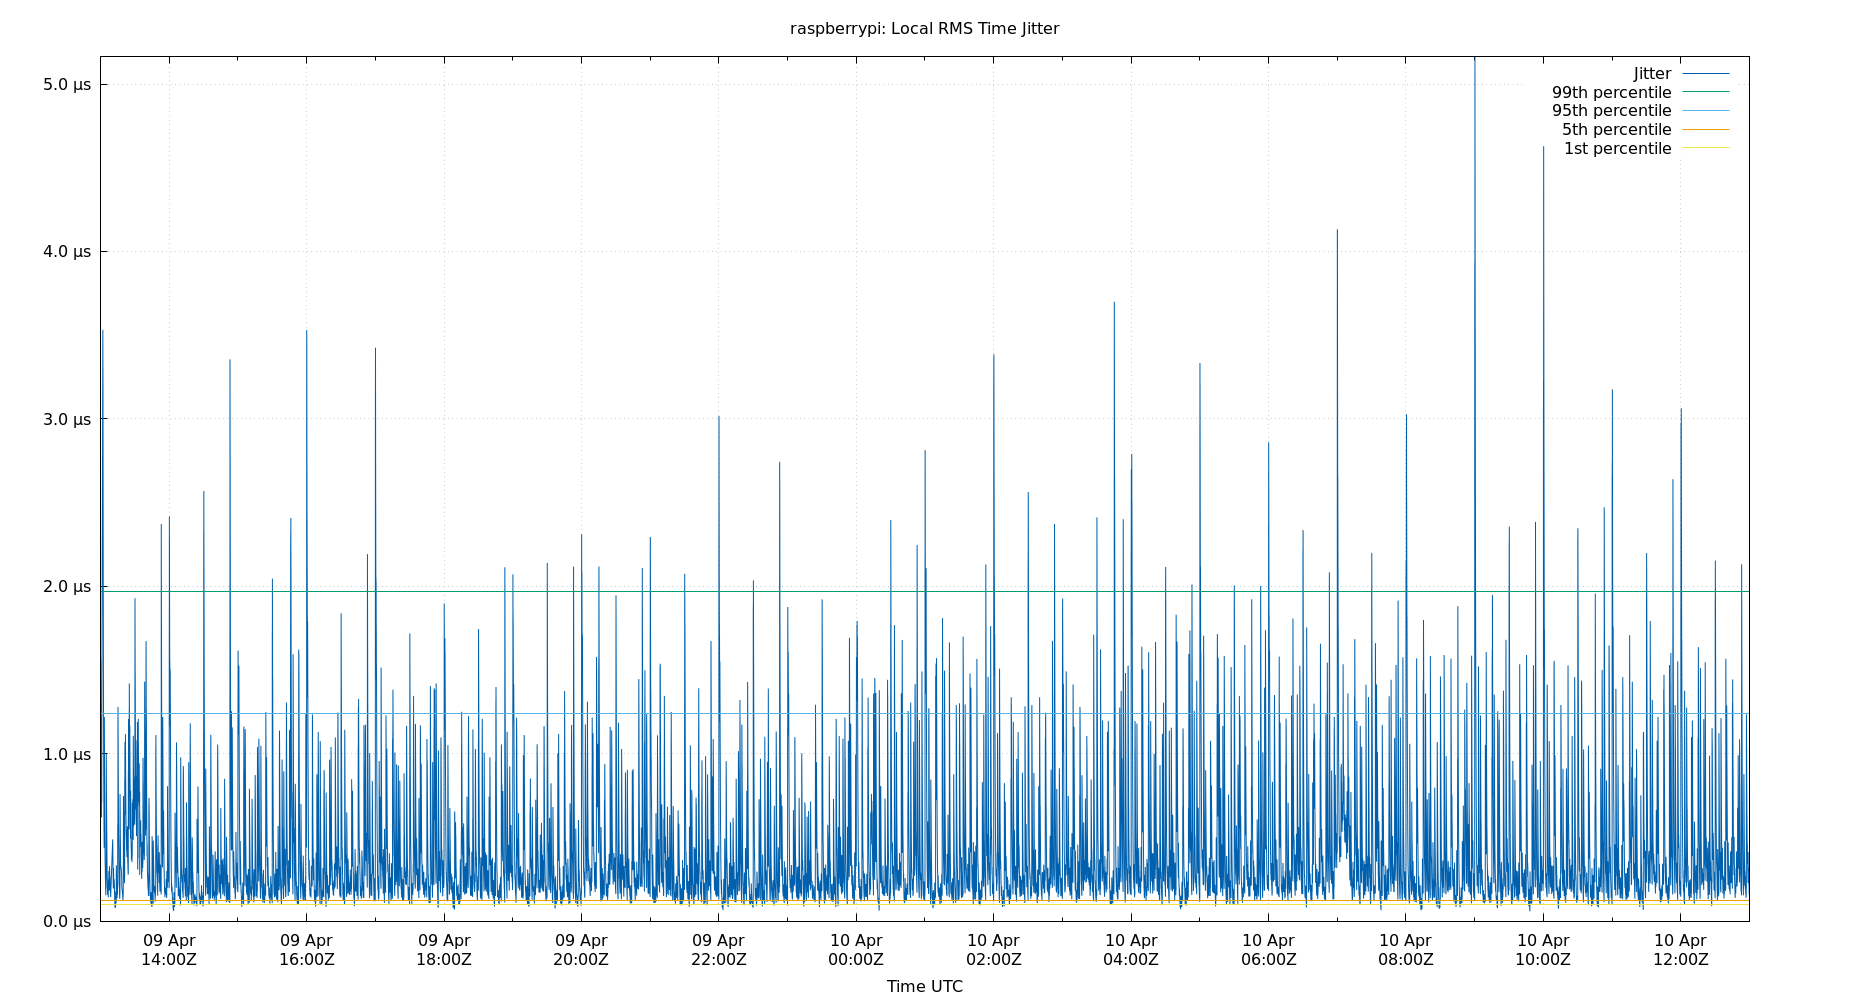 raspberrypi: Local RMS Time Jitter
5.0 μs
4.0 μs
3.0 μs
2.0 μs
1.0 μs
0.0 μs
Jitter
99th percentile
95th percentile
5th percentile
1st percentile
09 Apr 09 Apr 09 Apr 09 Apr 09 Apr 10 Apr 10 Apr 10 Apr 10 Apr 10 Apr 10 Apr 10 Apr
14:00Z 16:00Z 18:00Z 20:00Z 22:00Z 00:00Z 02:00Z 04:00Z 06:00Z 08:00Z 10:00Z 12:00Z
Time UTC